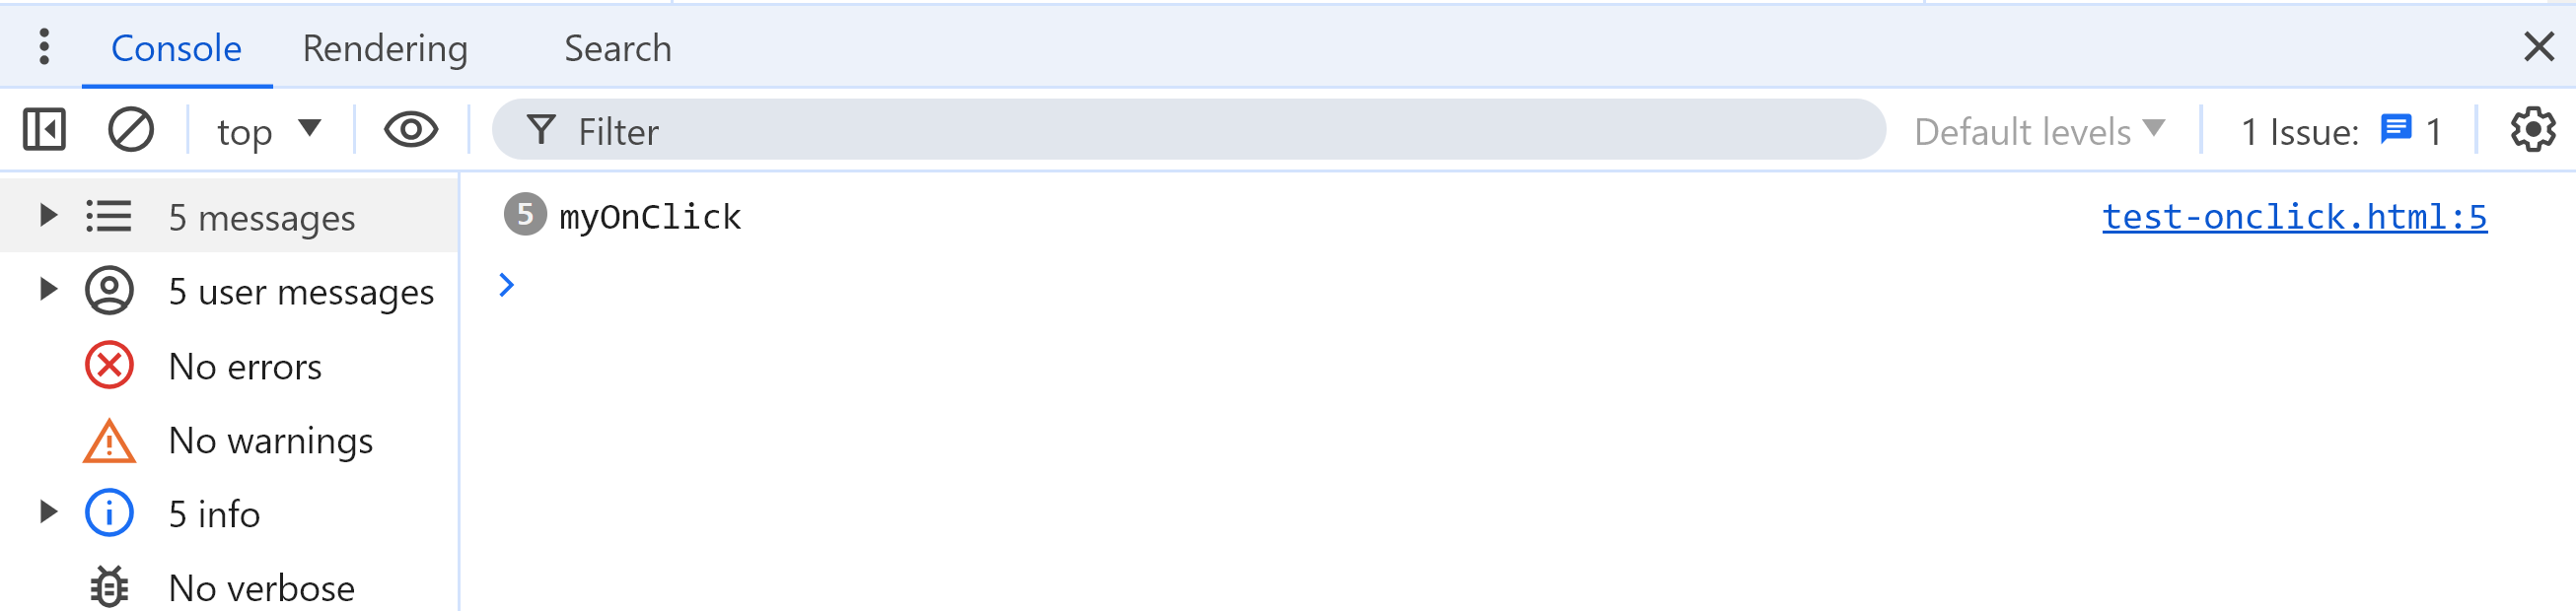 Console Rendering Search
top Filter Default levels 1 Issue: 1
5 messages
5 user messages
No errors
No warnings
5 info
No verbose
5 myOnClick test-onclick.html:5